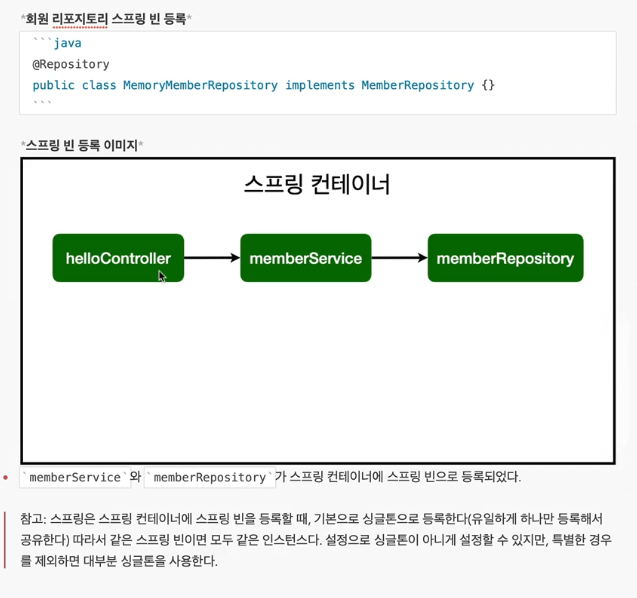 *회원 리포지토리 스프링 빈 등록*
```java
@Repository
public class MemoryMemberRepository implements MemberRepository {}
```
*스프링 빈 등록 이미지*
스프링 컨테이너
helloController
memberService
memberRepository
`memberService`와 `memberRepository`가 스프링 컨테이너에 스프링 빈으로 등록되었다.
참고: 스프링은 스프링 컨테이너에 스프링 빈을 등록할 때, 기본으로 싱글톤으로 등록한다(유일하게 하나만 등록해서
공유한다) 따라서 같은 스프링 빈이면 모두 같은 인스턴스다. 설정으로 싱글톤이 아니게 설정할 수 있지만, 특별한 경우
를 제외하면 대부분 싱글톤을 사용한다.